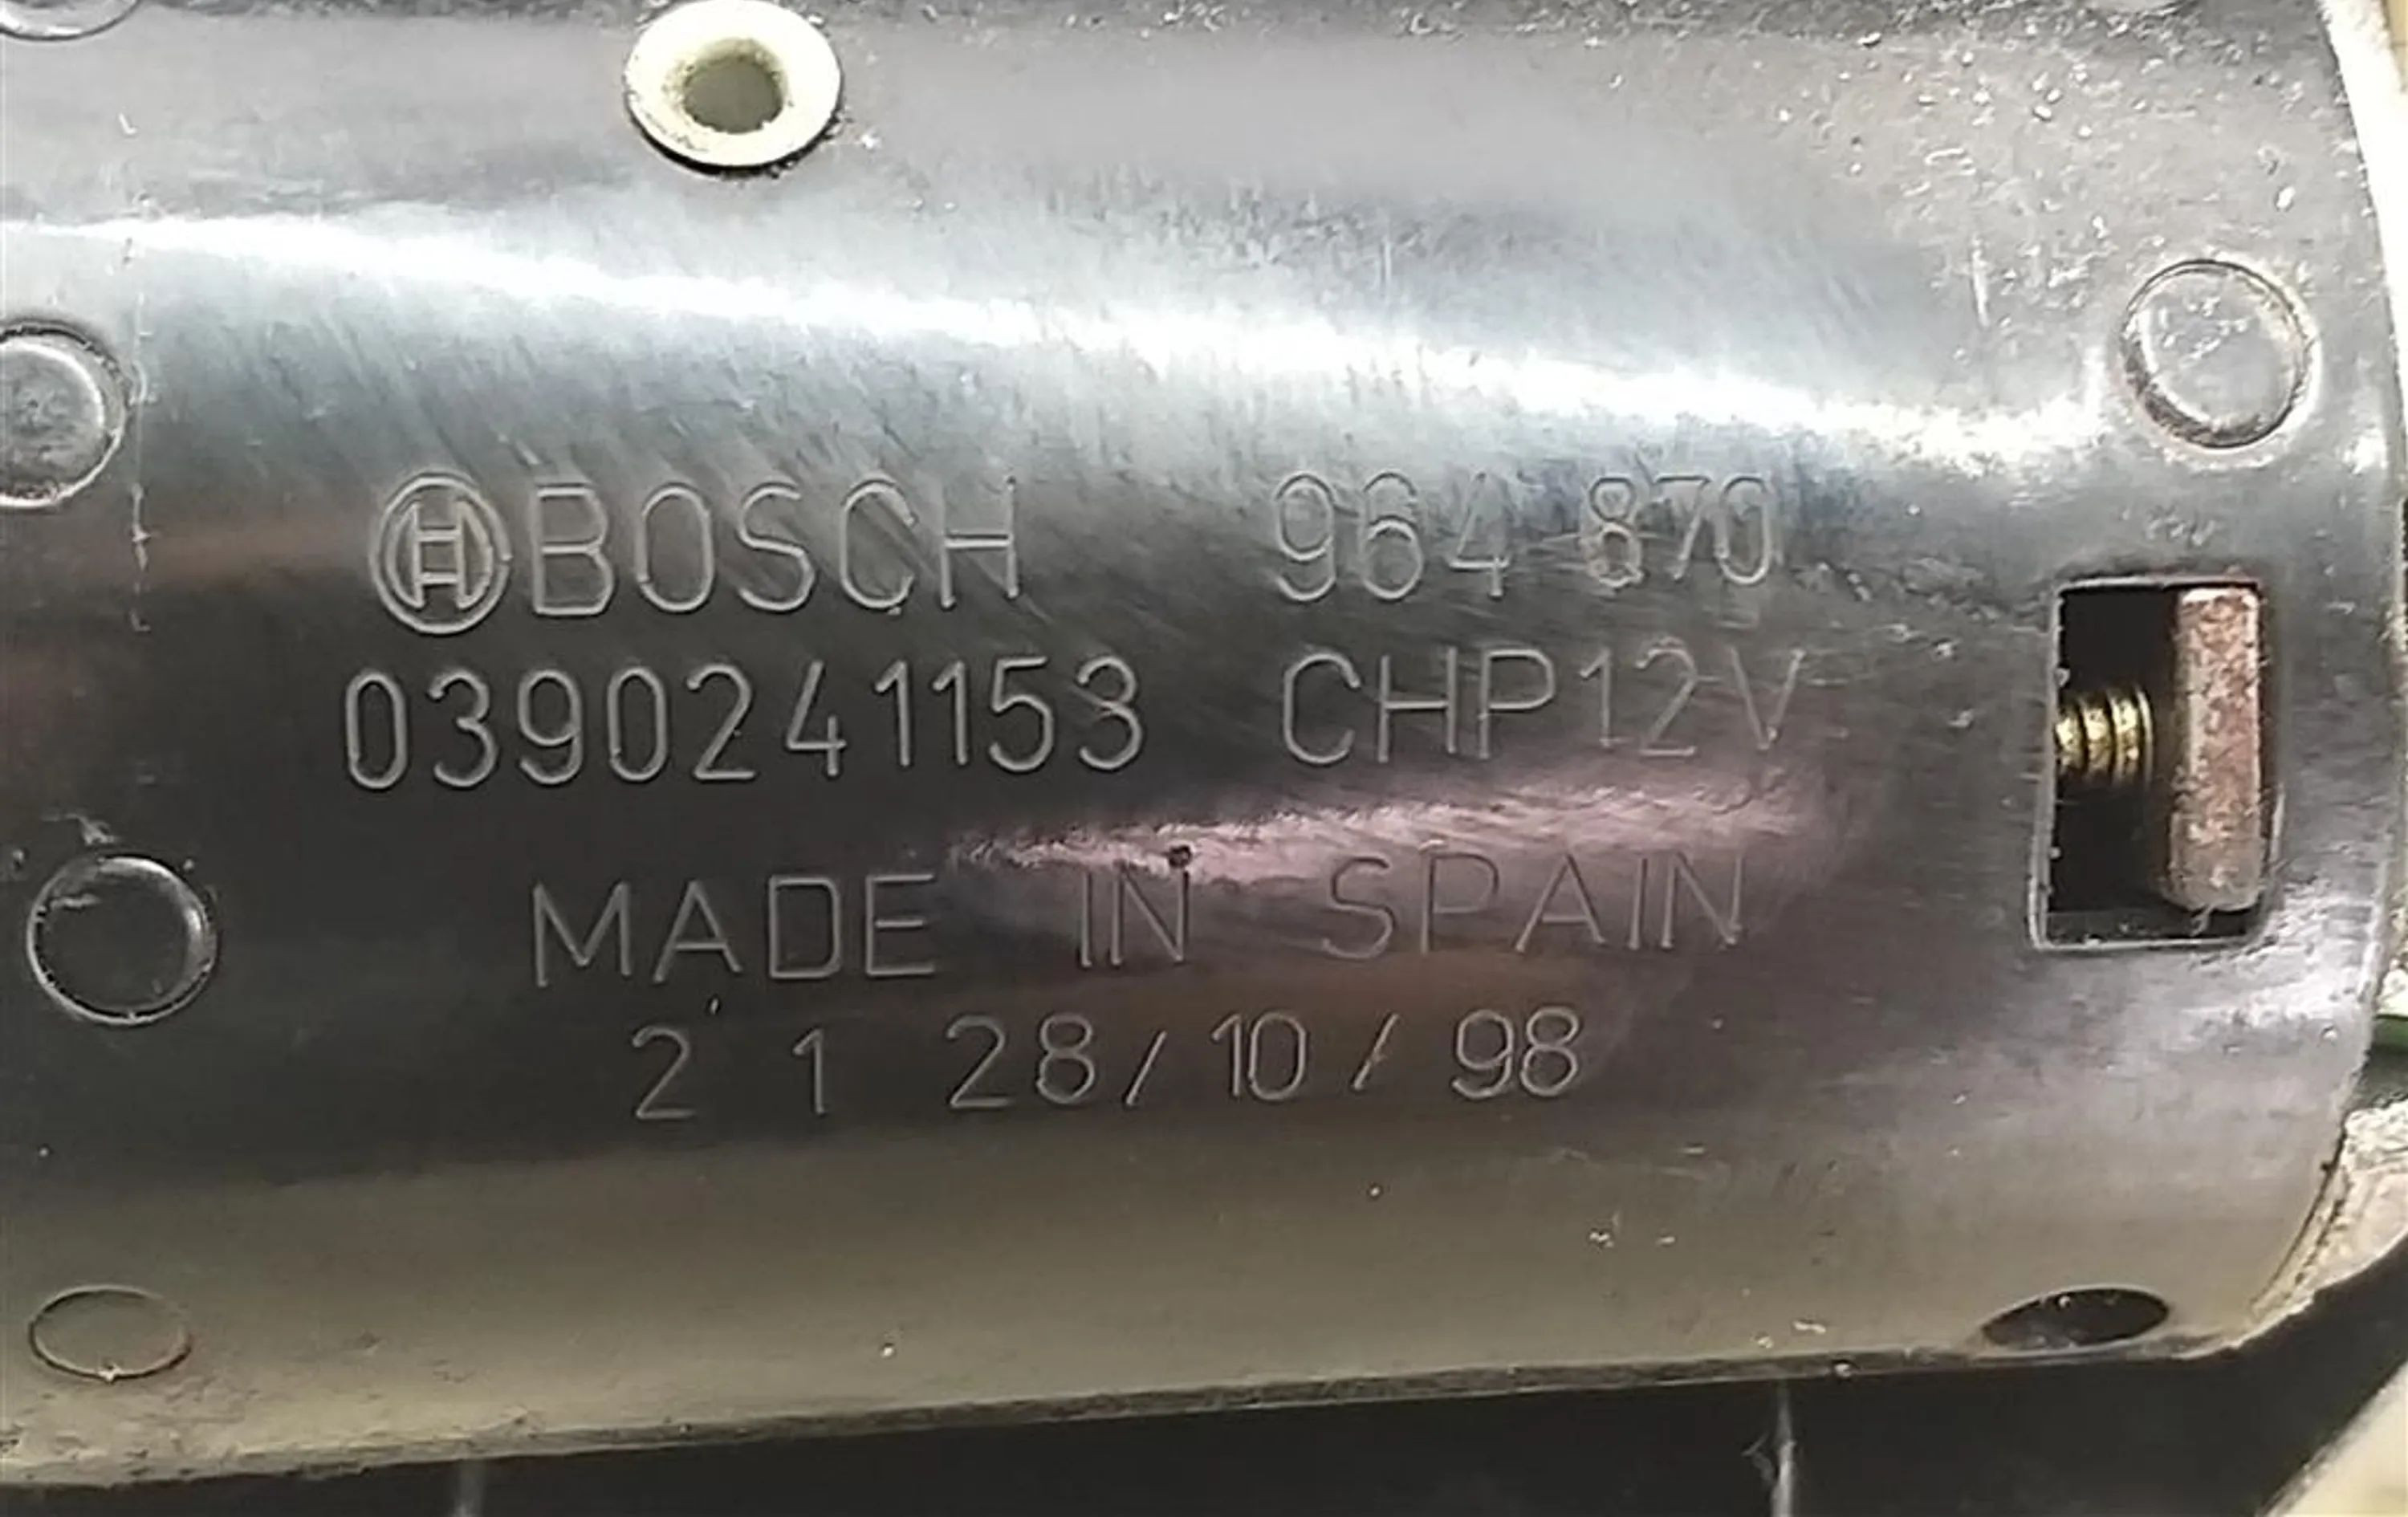 BOSCH 964 870
0390241153 CHP12V
MADE IN SPAIN
2 1 28/10/98